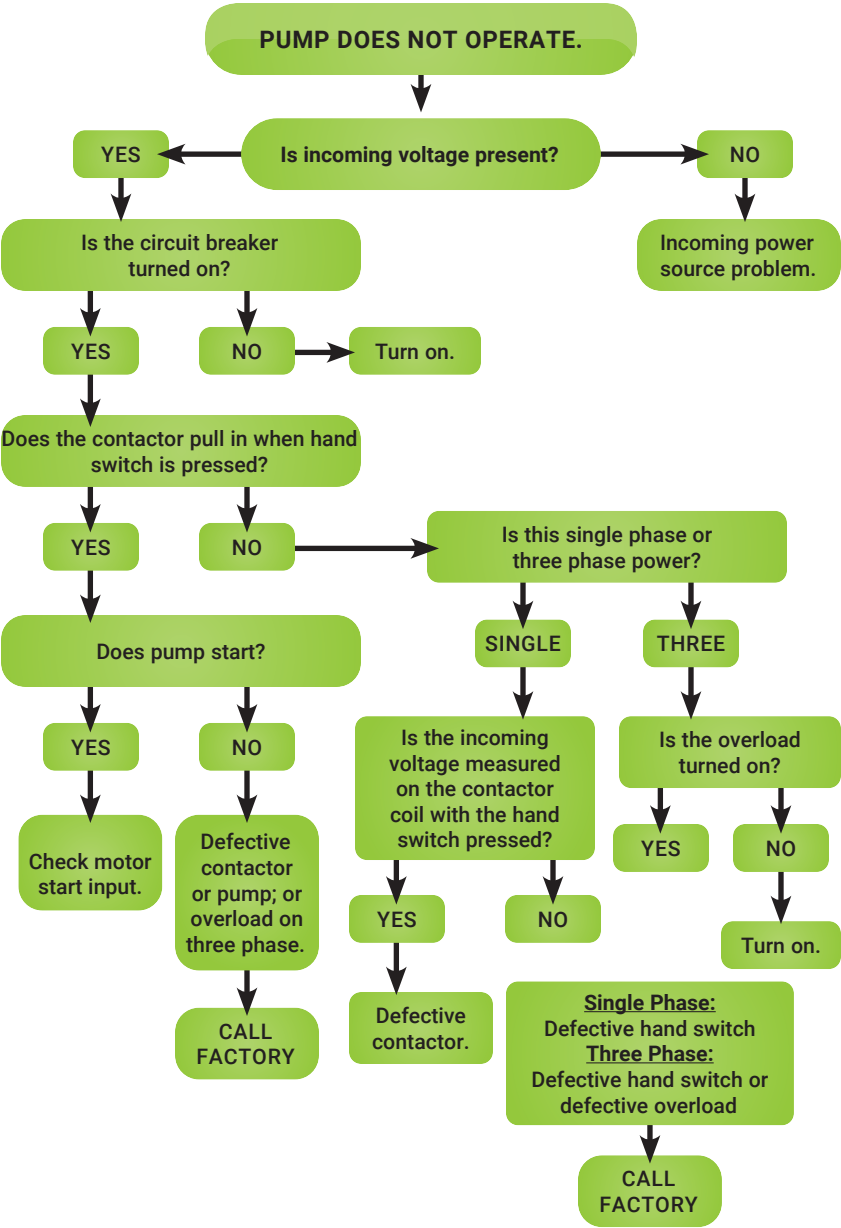 PUMP DOES NOT OPERATE.
YES
Is incoming voltage present?
NO
Is the circuit breaker
turned on?
Incoming power
source problem.
YES
NO
Turn on.
Does the contactor pull in when hand
switch is pressed?
YES
NO
Is this single phase or
three phase power?
SINGLE
THREE
Does pump start?
YES
NO
Is the incoming
voltage measured
on the contactor
coil with the hand
switch pressed?
Is the overload
turned on?
YES
NO
Check motor
start input.
Defective
contactor
or pump; or
overload on
three phase.
YES
NO
Turn on.
CALL
FACTORY
Defective
contactor.
Single Phase:
Defective hand switch
Three Phase:
Defective hand switch or
defective overload
CALL
FACTORY